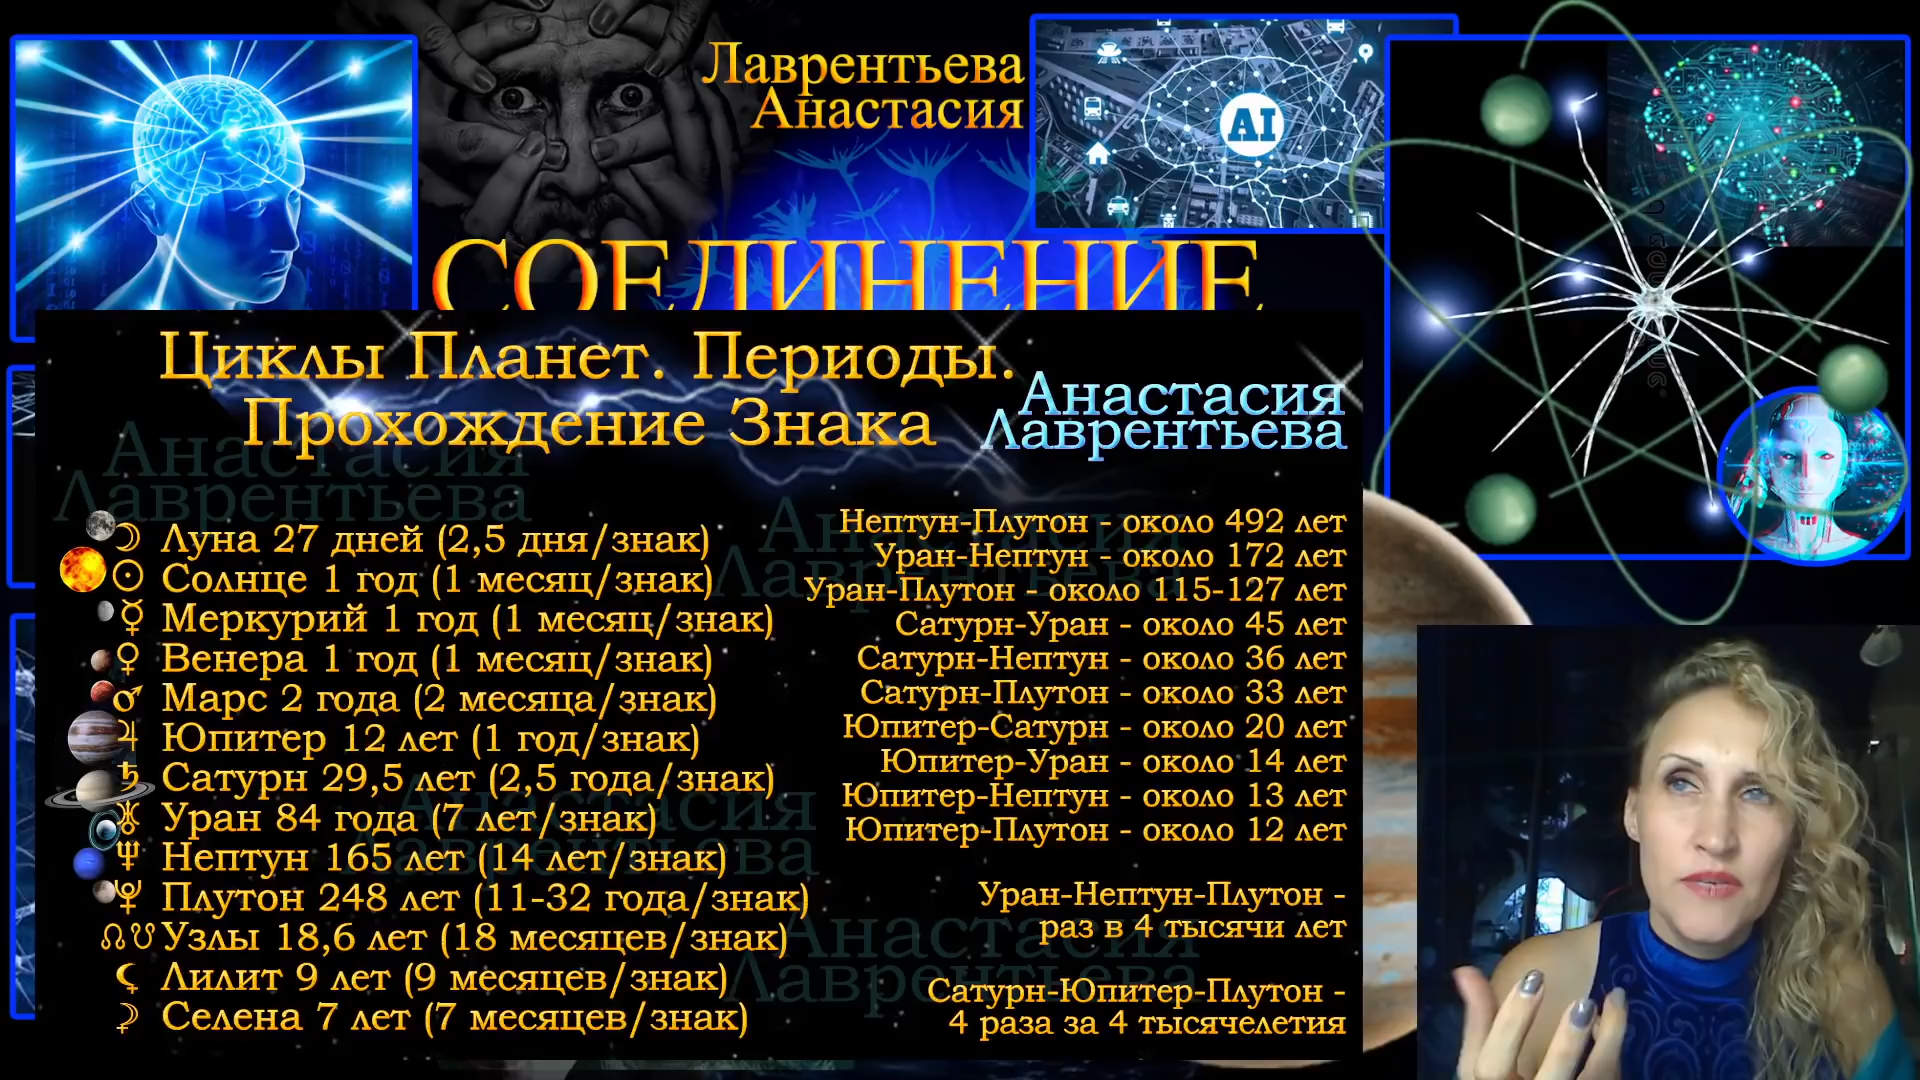 Лаврентьева
Анастасия
AI
СОЕДИНЕНИЕ
Циклы Планет. Периоды.
Прохождение Знака
Анастасия
Лаврентьева
Анастасия
Лаврентьева
☽ Луна 27 дней (2,5 дня/знак)
☉ Солнце 1 год (1 месяц/знак)
☿ Меркурий 1 год (1 месяц/знак)
♀ Венера 1 год (1 месяц/знак)
♂ Марс 2 года (2 месяца/знак)
♃ Юпитер 12 лет (1 год/знак)
♄ Сатурн 29,5 лет (2,5 года/знак)
♅ Уран 84 года (7 лет/знак)
♆ Нептун 165 лет (14 лет/знак)
Плутон 248 лет (11-32 года/знак)
☊☋ Узлы 18,6 лет (18 месяцев/знак)
⚸ Лилит 9 лет (9 месяцев/знак)
Селена 7 лет (7 месяцев/знак)
Нептун-Плутон - около 492 лет
Уран-Нептун - около 172 лет
Уран-Плутон - около 115-127 лет
Сатурн-Уран - около 45 лет
Сатурн-Нептун - около 36 лет
Сатурн-Плутон - около 33 лет
Юпитер-Сатурн - около 20 лет
Юпитер-Уран - около 14 лет
Юпитер-Нептун - около 13 лет
Юпитер-Плутон - около 12 лет
Уран-Нептун-Плутон -
раз в 4 тысячи лет
Сатурн-Юпитер-Плутон -
4 раза за 4 тысячелетия